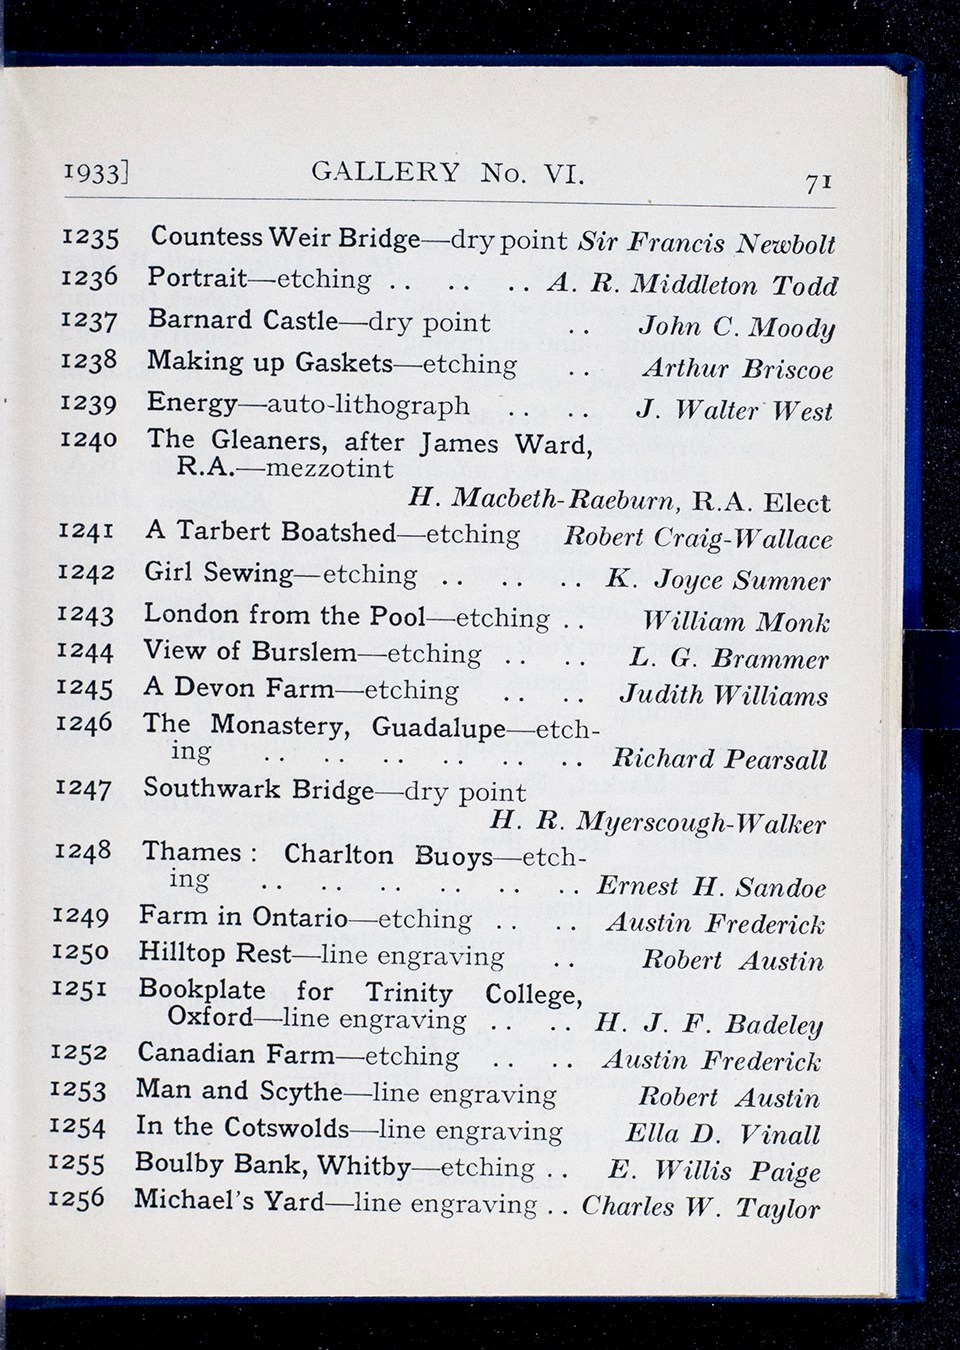 1933] GALLERY No. VI. 71
1235 Countess Weir Bridge—dry point Sir Francis Newbolt
1236 Portrait—etching .. .. .. A. R. Middleton Todd
1237 Barnard Castle—dry point .. John C. Moody
1238 Making up Gaskets—etching .. Arthur Briscoe
1239 Energy—auto-lithograph .. .. J. Walter West
1240 The Gleaners, after James Ward,
R.A.—mezzotint
H. Macbeth-Raeburn, R.A. Elect
1241 A Tarbert Boatshed—etching Robert Craig-Wallace
1242 Girl Sewing—etching .. .. .. K. Joyce Sumner
1243 London from the Pool—etching .. William Monk
1244 View of Burslem—etching .. .. L. G. Brammer
1245 A Devon Farm—etching .. .. Judith Williams
1246 The Monastery, Guadalupe—etch-
ing .. .. .. .. .. .. Richard Pearsall
1247 Southwark Bridge—dry point
H. R. Myerscough-Walker
1248 Thames : Charlton Buoys—etch-
ing .. .. .. .. .. .. Ernest H. Sandoe
1249 Farm in Ontario—etching .. .. Austin Frederick
1250 Hilltop Rest—line engraving .. Robert Austin
1251 Bookplate for Trinity College,
Oxford—line engraving .. .. H. J. F. Badeley
1252 Canadian Farm—etching .. .. Austin Frederick
1253 Man and Scythe—line engraving Robert Austin
1254 In the Cotswolds—line engraving Ella D. Vinall
1255 Boulby Bank, Whitby—etching .. E. Willis Paige
1256 Michael's Yard—line engraving .. Charles W. Taylor